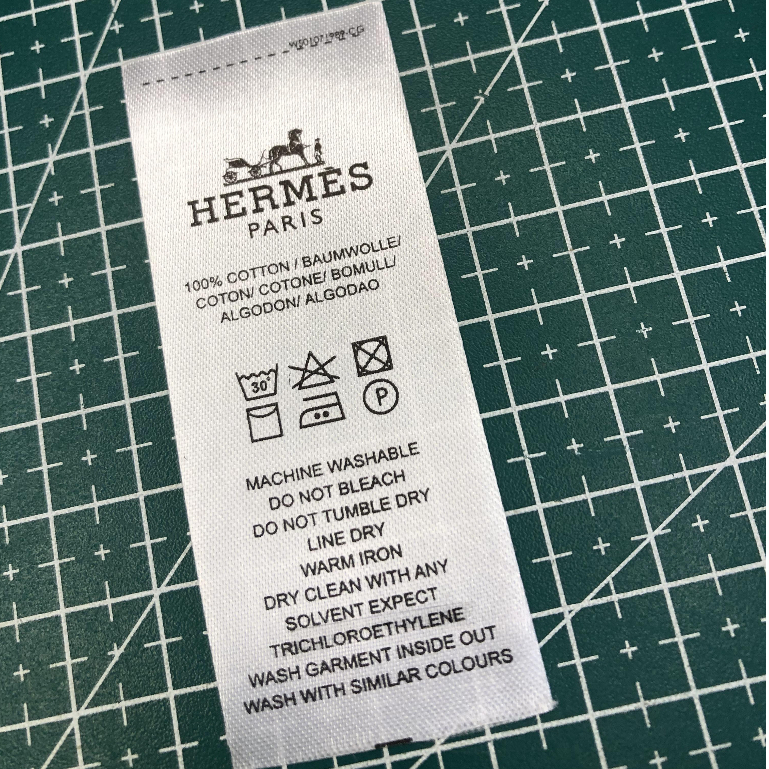 HERMÈS
PARIS
100% COTTON / BAUMWOLLE/
COTON/ COTONE/ BOMULL/
ALGODON/ ALGODAO
30°
P
MACHINE WASHABLE
DO NOT BLEACH
DO NOT TUMBLE DRY
LINE DRY
WARM IRON
DRY CLEAN WITH ANY
SOLVENT EXPECT
TRICHLOROETHYLENE
WASH GARMENT INSIDE OUT
WASH WITH SIMILAR COLOURS